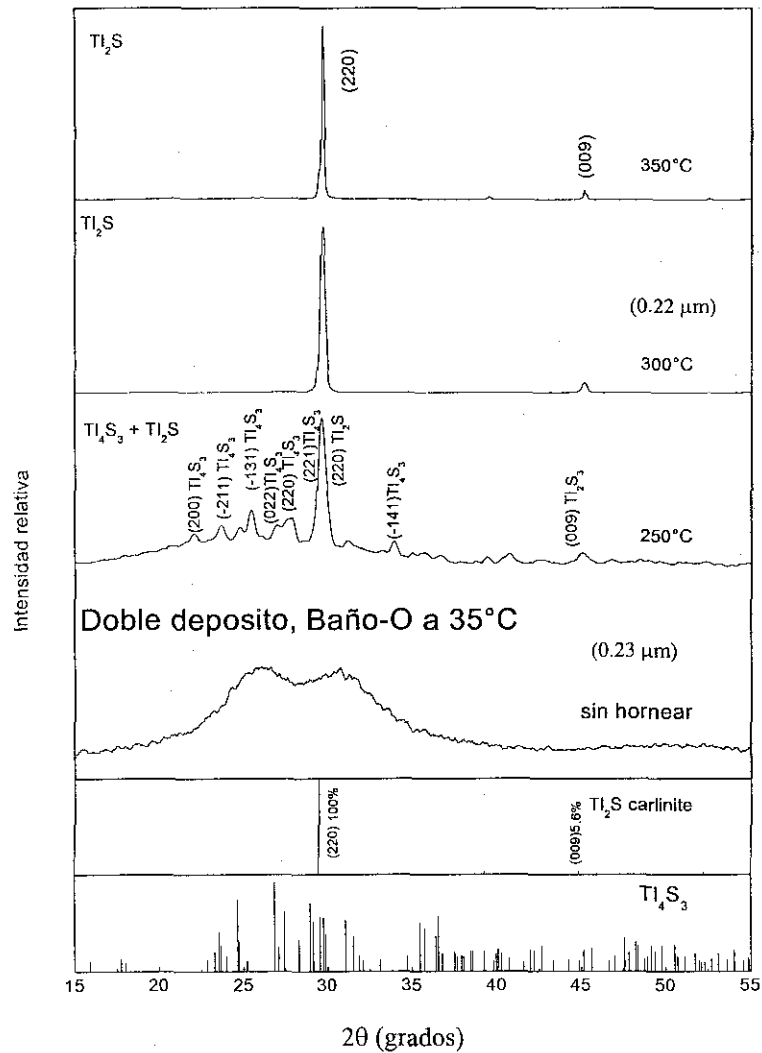 Tl₂S
(220)
(009)
350°C
Tl₂S
(0.22 µm)
300°C
Tl₄S₃ + Tl₂S
(200) Tl₄S₃
(-211) Tl₄S₃
(-131) Tl₄S₃
(022)Tl₄S₃
(220) Tl₄S₃
(221)Tl₄S₃
(220) Tl₂S
(-141)Tl₄S₃
(009) Tl₂S₃
250°C
Intensidad relativa
Doble deposito, Baño-O a 35°C
(0.23 µm)
sin hornear
(220) 100%
(009)5.6%
Tl₂S carlinite
Tl₄S₃
15 20 25 30 35 40 45 50 55
2θ (grados)